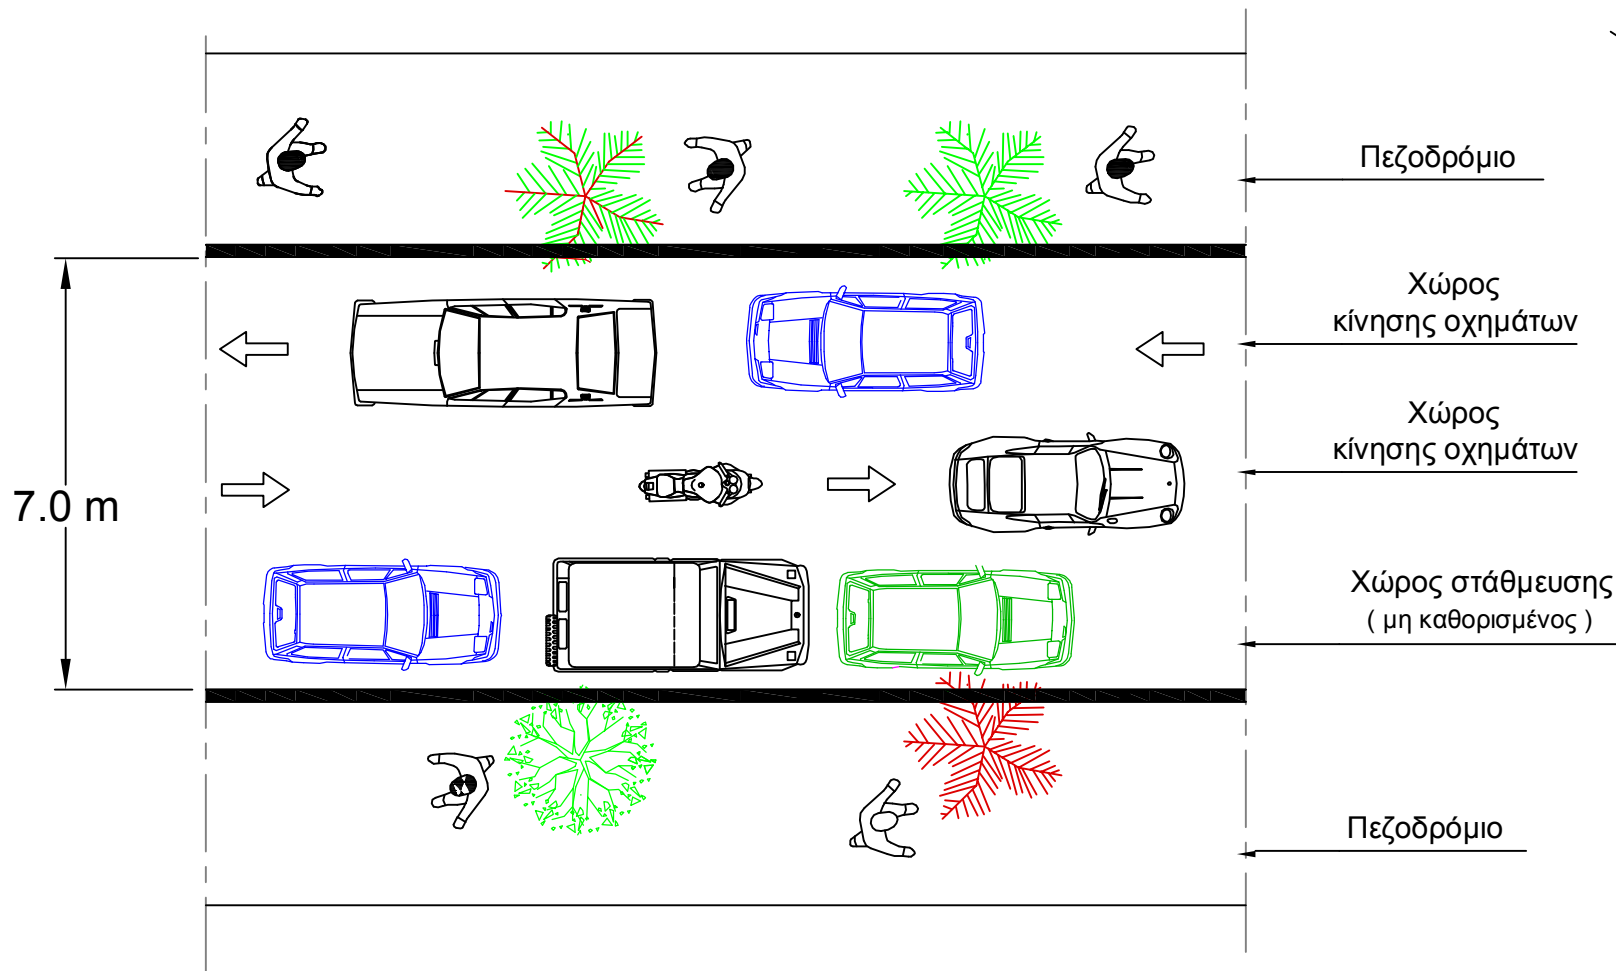 Πεζοδρόμιο
Χώρος
κίνησης οχημάτων
Χώρος
κίνησης οχημάτων
7.0 m
Χώρος στάθμευσης
( μη καθορισμένος )
Πεζοδρόμιο